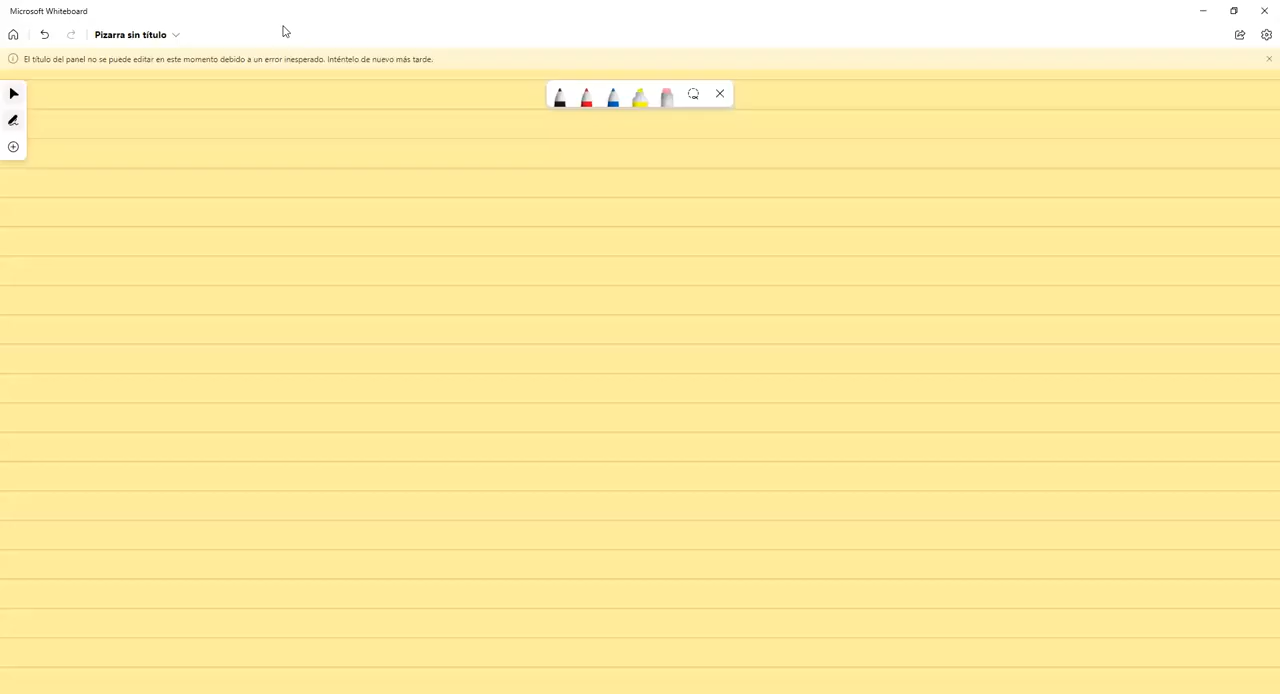 Microsoft Whiteboard
Pizarra sin título
El título del panel no se puede editar en este momento debido a un error inesperado. Inténtelo de nuevo más tarde.